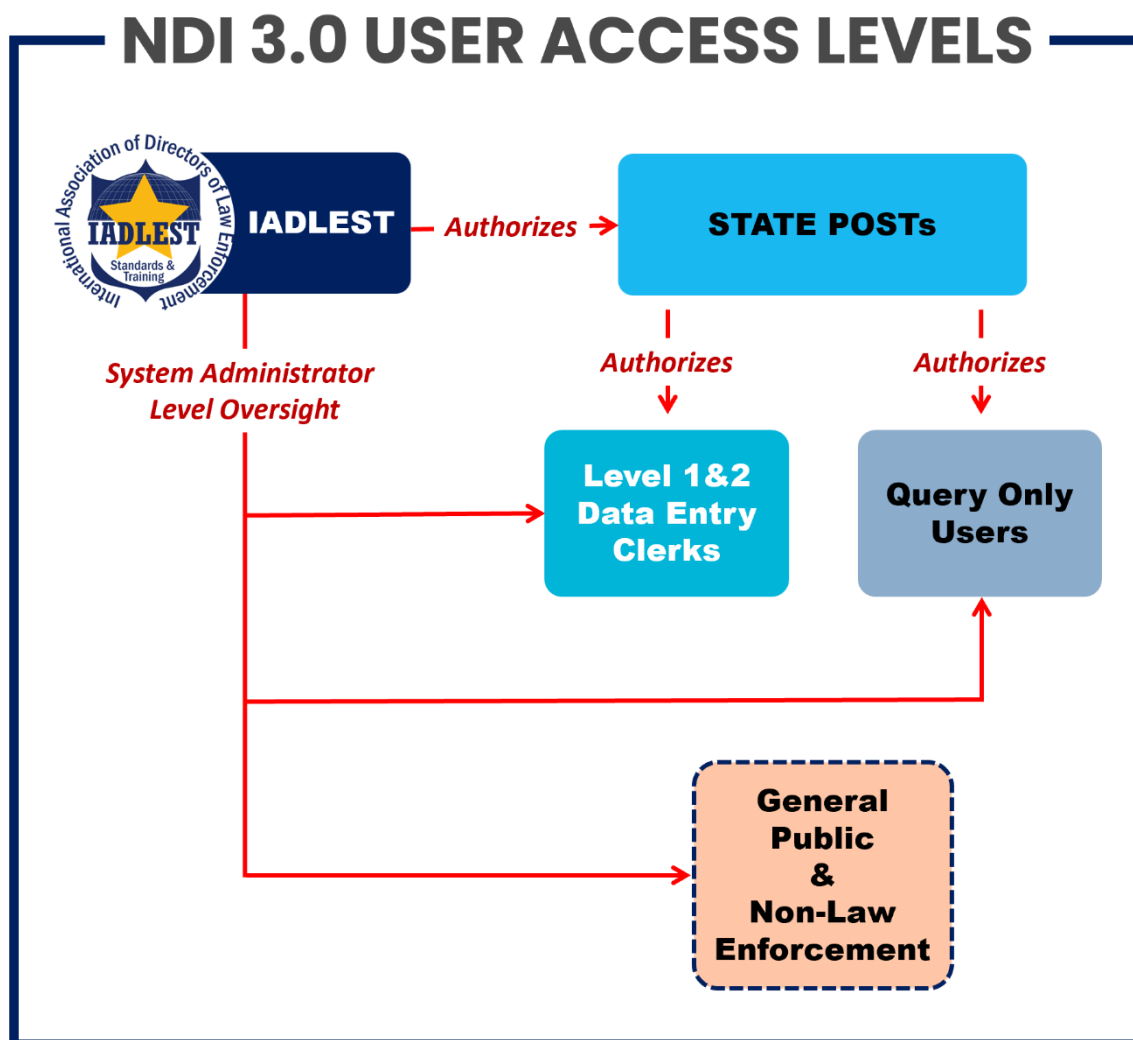 NDI 3.0 USER ACCESS LEVELS
International Association of Directors of Law Enforcement
IADLEST
Standards &
Training
IADLEST
Authorizes
STATE POSTs
System Administrator
Level Oversight
Authorizes
Authorizes
Level 1&2
Data Entry
Clerks
Query Only
Users
General
Public
&
Non-Law
Enforcement